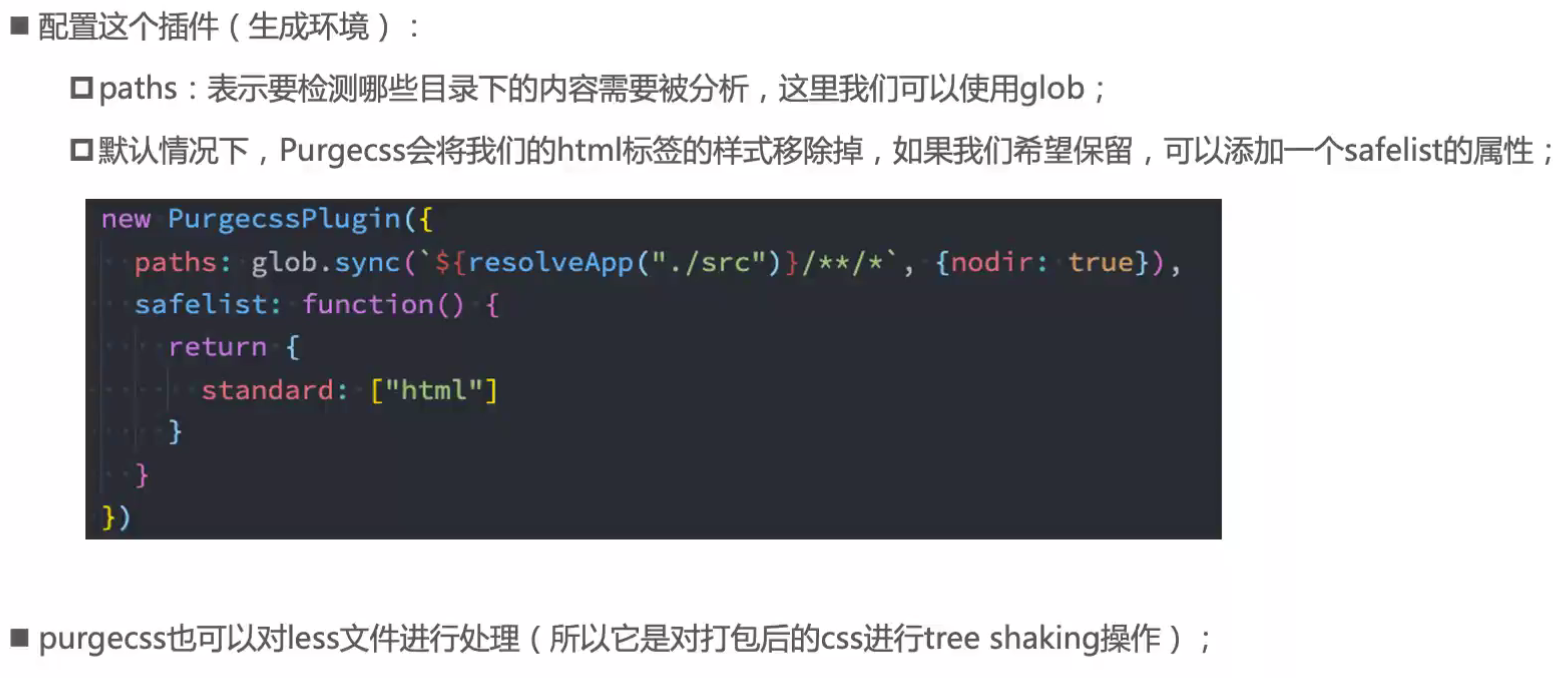 ■ 配置这个插件（生成环境）：
paths：表示要检测哪些目录下的内容需要被分析，这里我们可以使用glob；
默认情况下，Purgecss会将我们的html标签的样式移除掉，如果我们希望保留，可以添加一个safelist的属性；
new PurgecssPlugin({
  paths: glob.sync(`${resolveApp("./src")}/**/*`, {nodir: true}),
  safelist: function() {
    return {
      standard: ["html"]
    }
  }
})
■ purgecss也可以对less文件进行处理（所以它是对打包后的css进行tree shaking操作）；